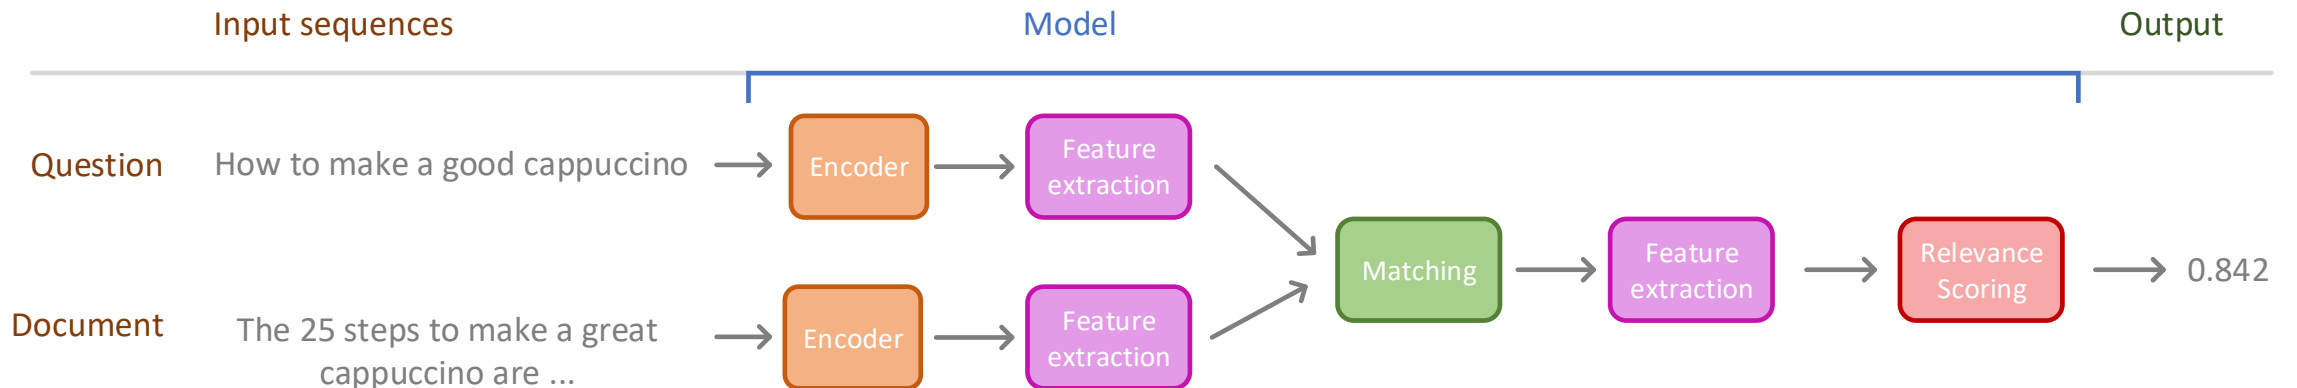 Input sequences
Model
Output
Question
How to make a good cappuccino
Encoder
Feature
extraction
Matching
Feature
extraction
Relevance
Scoring
0.842
Document
The 25 steps to make a great
cappuccino are ...
Encoder
Feature
extraction